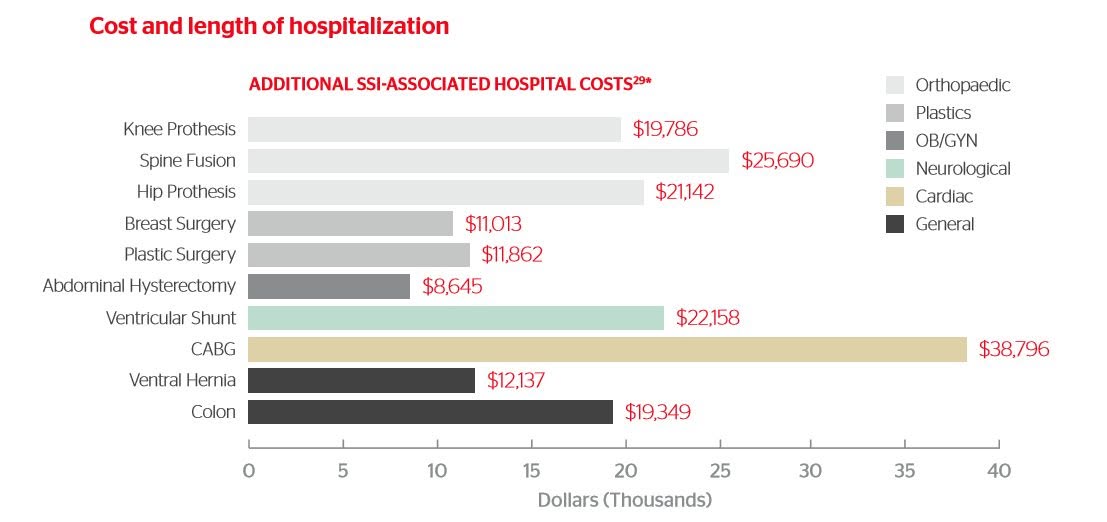 Cost and length of hospitalization
ADDITIONAL SSI-ASSOCIATED HOSPITAL COSTS29*
Orthopaedic
Plastics
OB/GYN
Neurological
Cardiac
General
Knee Prothesis $19,786
Spine Fusion $25,690
Hip Prothesis $21,142
Breast Surgery $11,013
Plastic Surgery $11,862
Abdominal Hysterectomy $8,645
Ventricular Shunt $22,158
CABG $38,796
Ventral Hernia $12,137
Colon $19,349
0 5 10 15 20 25 30 35 40
Dollars (Thousands)